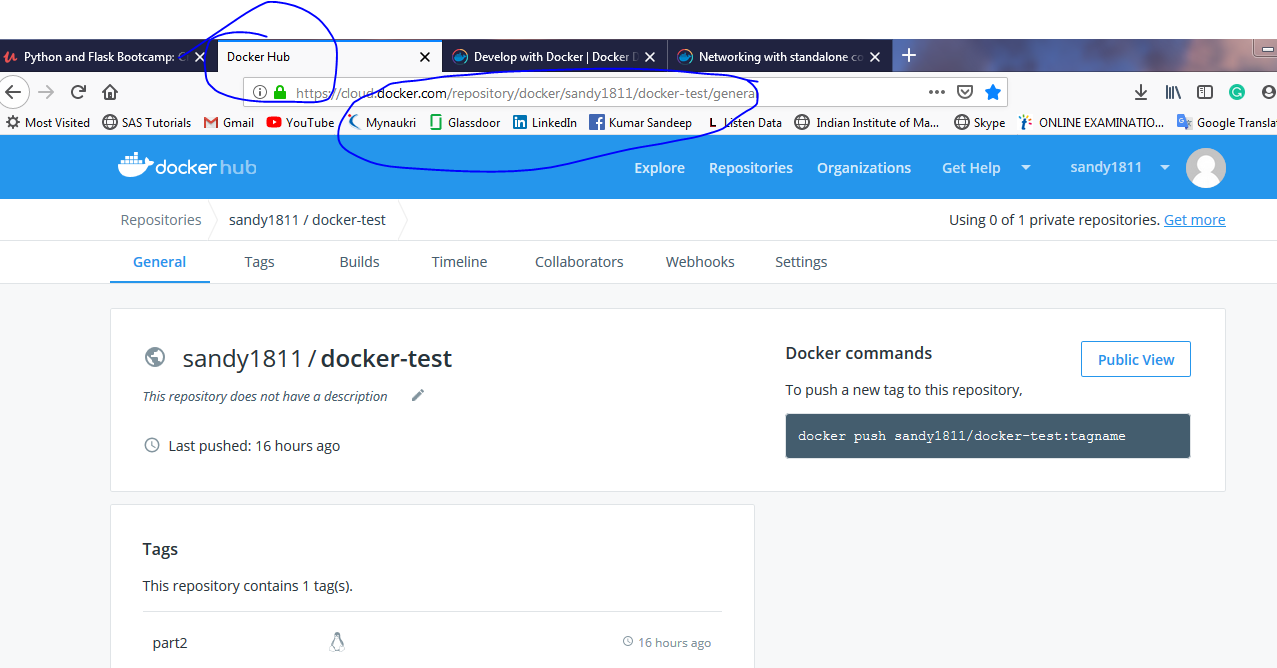 Python and Flask Bootcamp: Cr
Docker Hub
Develop with Docker | Docker D
Networking with standalone co
https://cloud.docker.com/repository/docker/sandy1811/docker-test/genera
Most Visited SAS Tutorials Gmail YouTube Mynaukri Glassdoor LinkedIn Kumar Sandeep Listen Data Indian Institute of Ma... Skype ONLINE EXAMINATIO... Google Transla
docker hub Explore Repositories Organizations Get Help sandy1811
Repositories sandy1811 / docker-test Using 0 of 1 private repositories. Get more
General Tags Builds Timeline Collaborators Webhooks Settings
sandy1811 / docker-test
This repository does not have a description
Last pushed: 16 hours ago
Docker commands
Public View
To push a new tag to this repository,
docker push sandy1811/docker-test:tagname
Tags
This repository contains 1 tag(s).
part2 16 hours ago